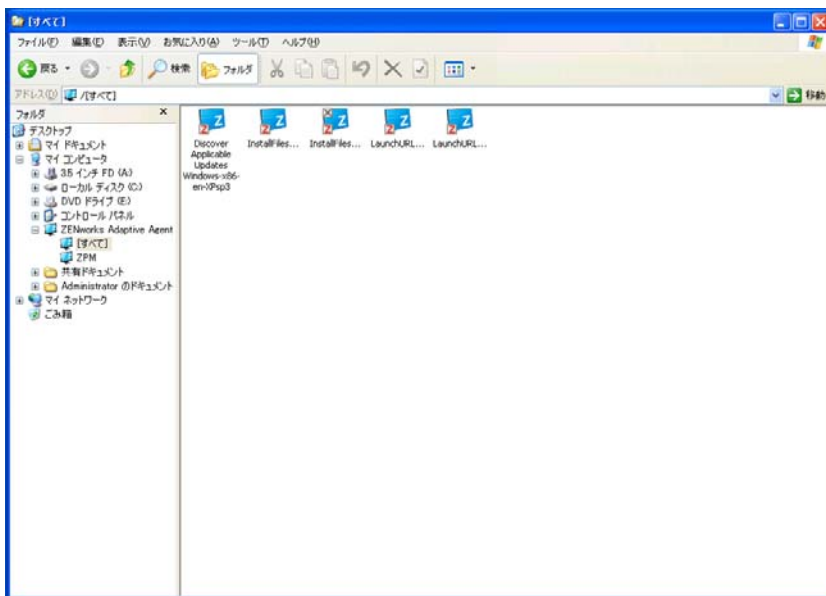 [すべて]
ファイル(F) 編集(E) 表示(V) お気に入り(A) ツール(T) ヘルプ(H)
戻る 検索 フォルダ
アドレス(D) /[すべて] 移動
フォルダ ×
デスクトップ
マイ ドキュメント
マイ コンピュータ
3.5 インチ FD (A:)
ローカル ディスク (C:)
DVD ドライブ (E:)
コントロール パネル
ZENworks Adaptive Agent
[すべて]
ZPM
共有ドキュメント
Administrator のドキュメント
マイ ネットワーク
ごみ箱
Discover
Applicable
Updates
Windows-x86-
en-XPsp3
InstallFiles...
InstallFiles...
LaunchURL...
LaunchURL...